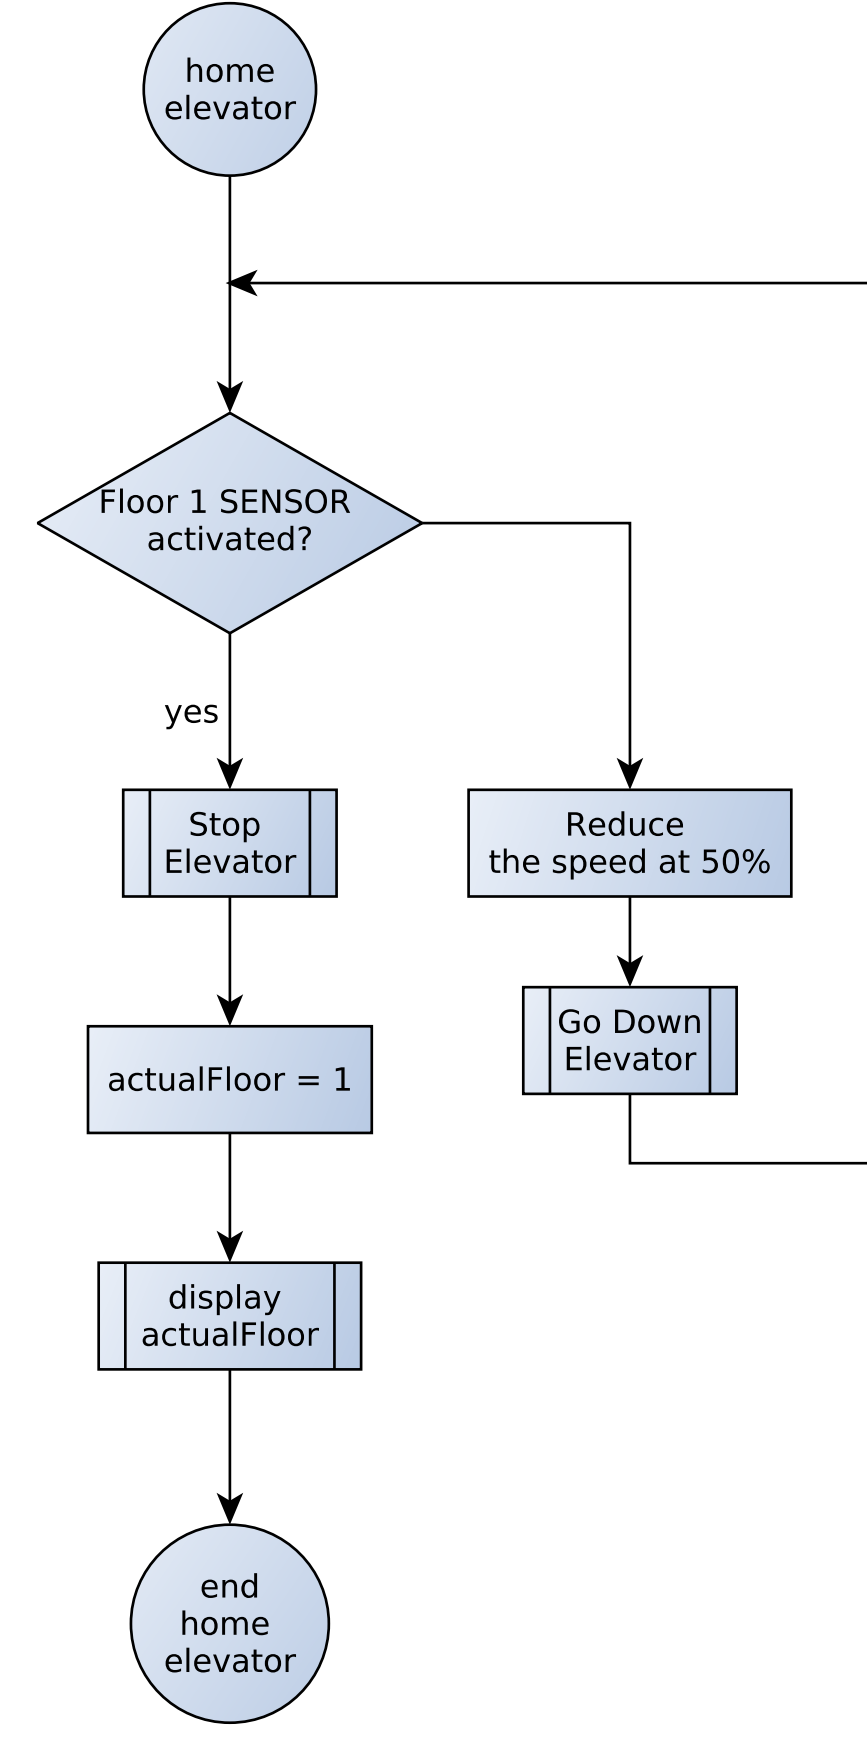 home
elevator
Floor 1 SENSOR
activated?
yes
Stop
Elevator
Reduce
the speed at 50%
Go Down
Elevator
actualFloor = 1
display
actualFloor
end
home
elevator